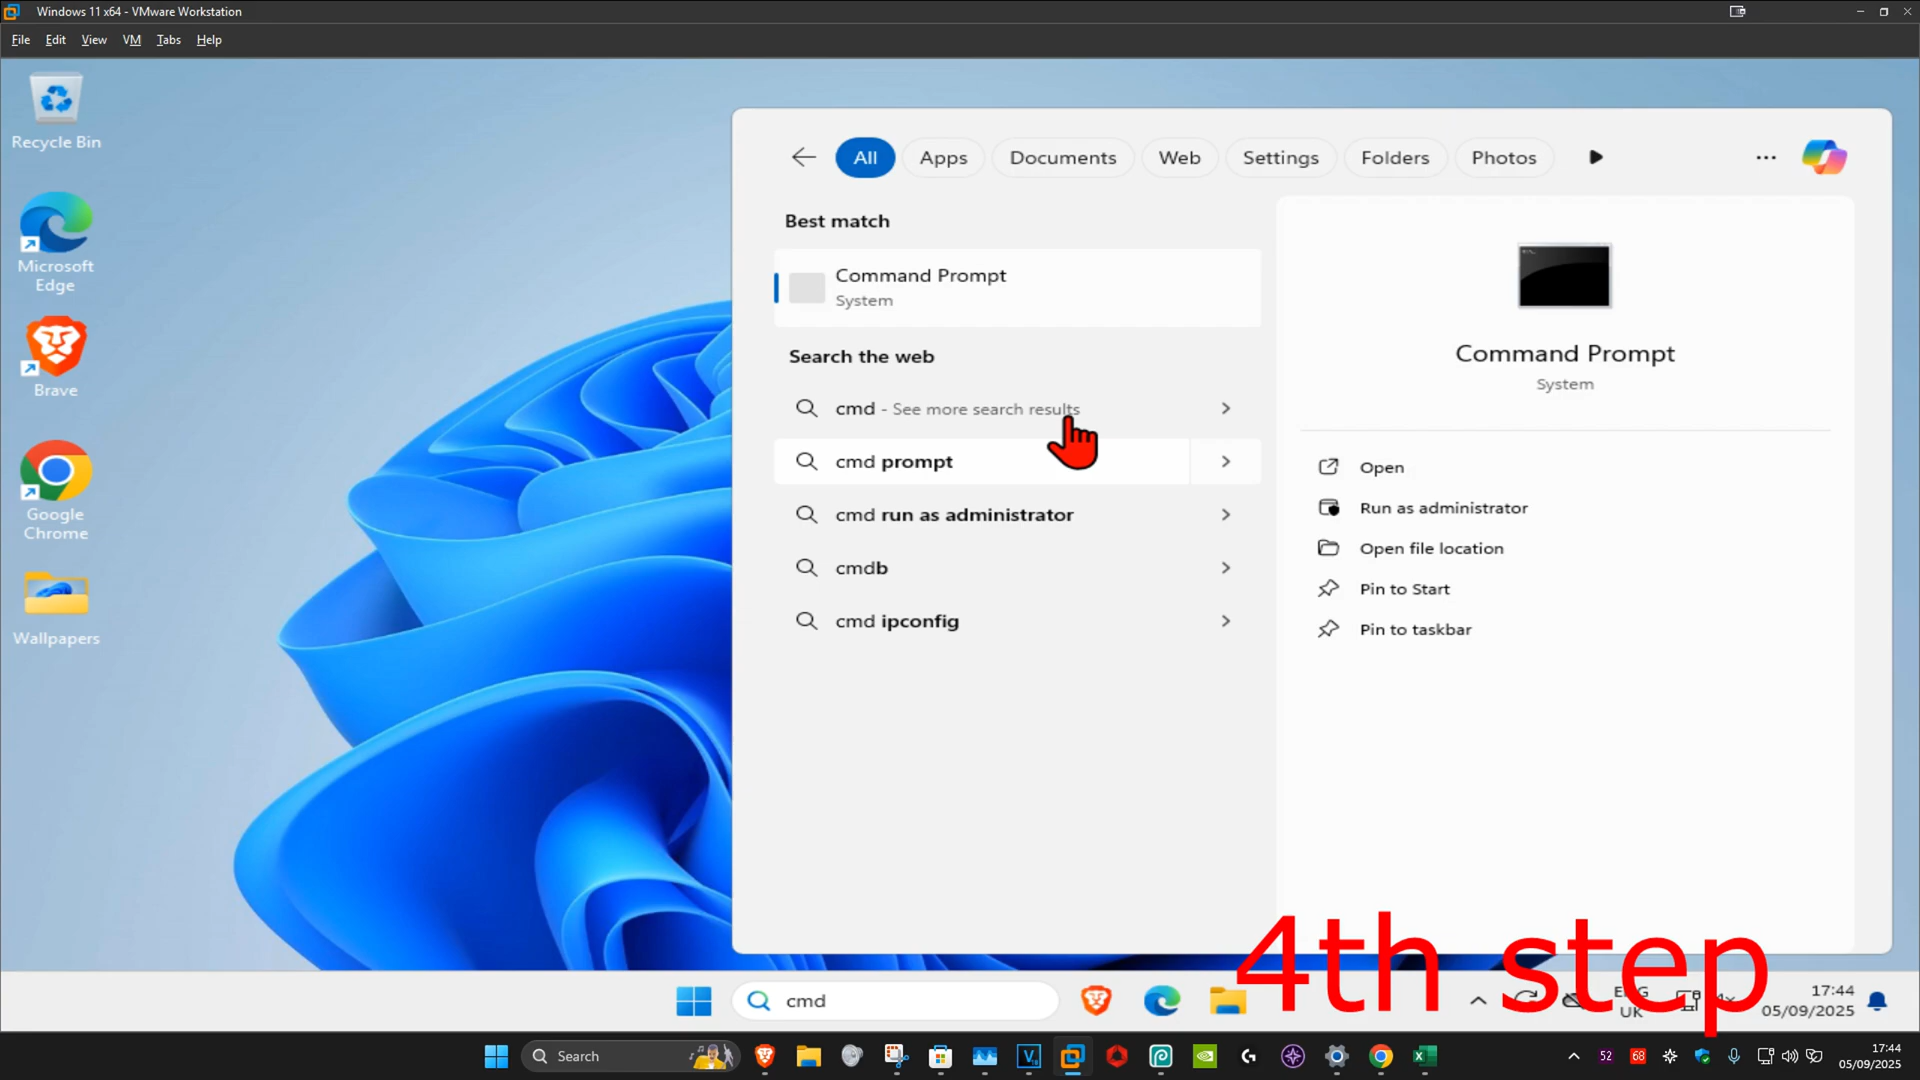 Windows 11 x64 - VMware Workstation
File Edit View VM Tabs Help
Recycle Bin
Microsoft
Edge
Brave
Google
Chrome
Wallpapers
All Apps Documents Web Settings Folders Photos
Best match
Command Prompt
System
Search the web
cmd - See more search results
cmd prompt
cmd run as administrator
cmdb
cmd ipconfig
Command Prompt
System
Open
Run as administrator
Open file location
Pin to Start
Pin to taskbar
4th step
cmd
ENG
UK
17:44
05/09/2025
Search
52
68
17:44
05/09/2025